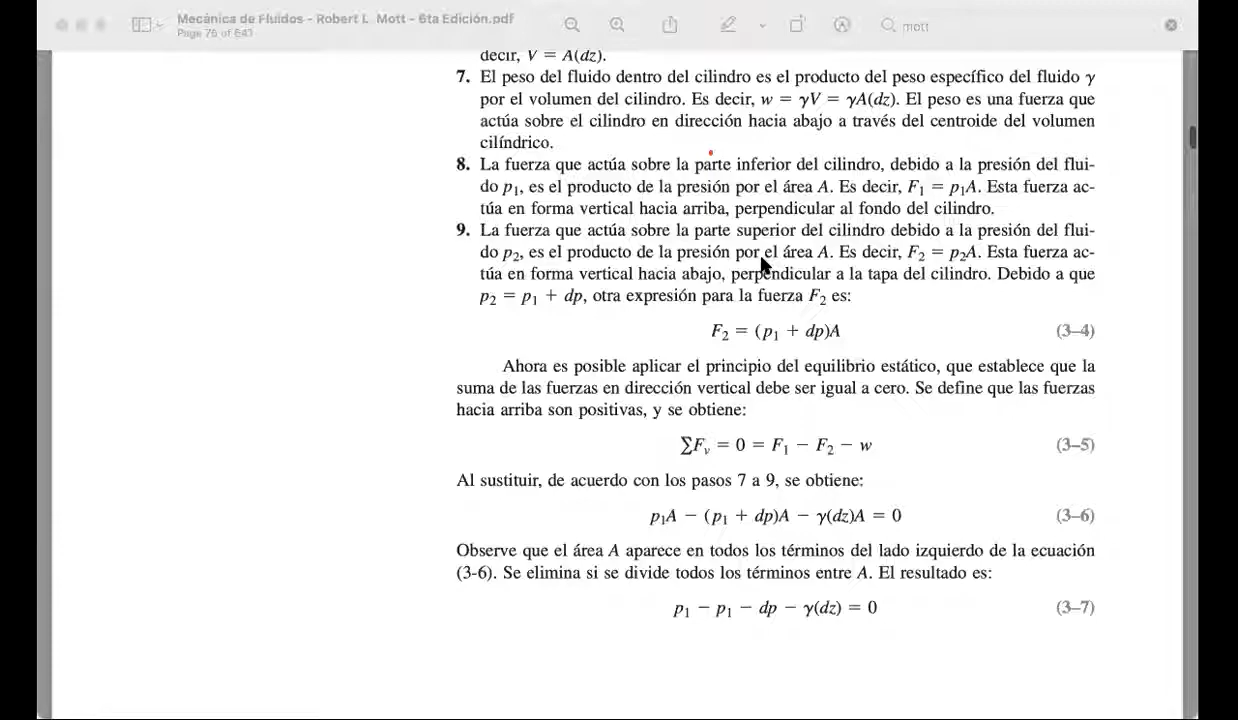 Mecánica de Fluidos - Robert L. Mott - 6ta Edición.pdf
Page 76 of 641
mott
decir, V = A(dz).
7. El peso del fluido dentro del cilindro es el producto del peso específico del fluido γ
por el volumen del cilindro. Es decir, w = γV = γA(dz). El peso es una fuerza que
actúa sobre el cilindro en dirección hacia abajo a través del centroide del volumen
cilíndrico.
8. La fuerza que actúa sobre la parte inferior del cilindro, debido a la presión del flui-
do p₁, es el producto de la presión por el área A. Es decir, F₁ = p₁A. Esta fuerza ac-
túa en forma vertical hacia arriba, perpendicular al fondo del cilindro.
9. La fuerza que actúa sobre la parte superior del cilindro debido a la presión del flui-
do p₂, es el producto de la presión por el área A. Es decir, F₂ = p₂A. Esta fuerza ac-
túa en forma vertical hacia abajo, perpendicular a la tapa del cilindro. Debido a que
p₂ = p₁ + dp, otra expresión para la fuerza F₂ es:
F₂ = (p₁ + dp)A (3–4)
Ahora es posible aplicar el principio del equilibrio estático, que establece que la
suma de las fuerzas en dirección vertical debe ser igual a cero. Se define que las fuerzas
hacia arriba son positivas, y se obtiene:
∑Fᵥ = 0 = F₁ − F₂ − w (3–5)
Al sustituir, de acuerdo con los pasos 7 a 9, se obtiene:
p₁A − (p₁ + dp)A − γ(dz)A = 0 (3–6)
Observe que el área A aparece en todos los términos del lado izquierdo de la ecuación
(3-6). Se elimina si se divide todos los términos entre A. El resultado es:
p₁ − p₁ − dp − γ(dz) = 0 (3–7)